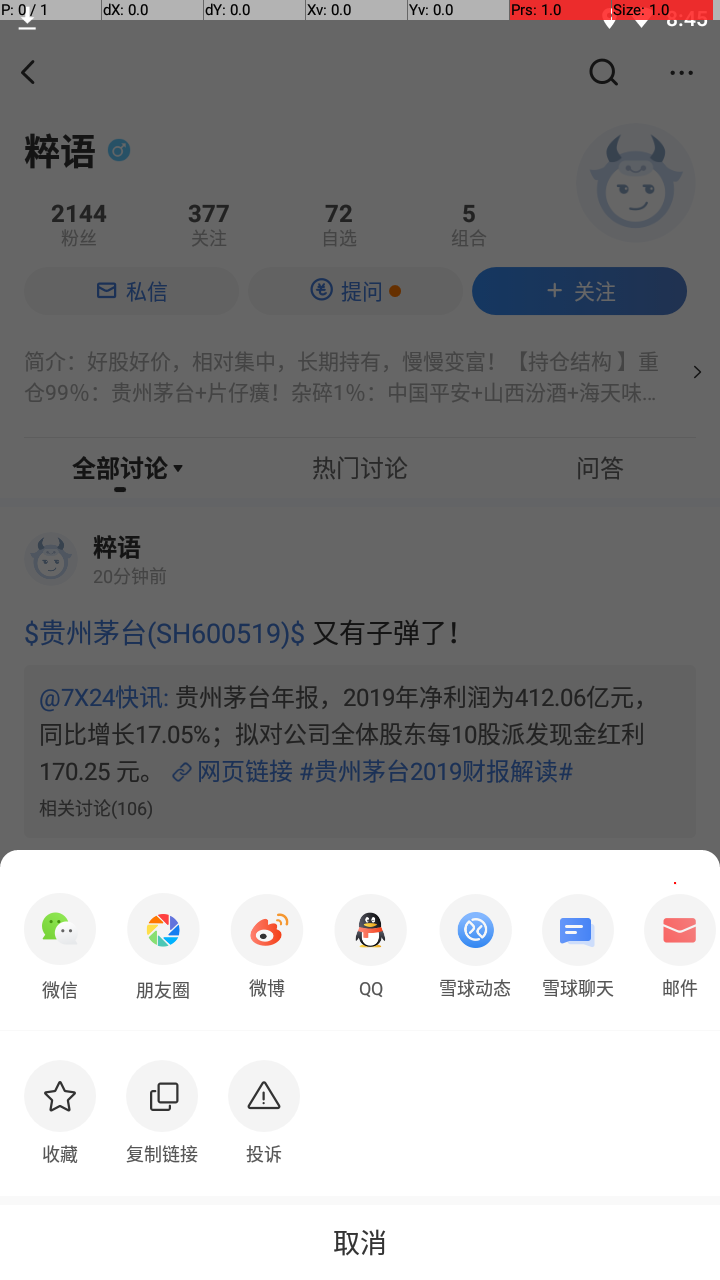 P: 0 / 1 dX: 0.0 dY: 0.0 Xv: 0.0 Yv: 0.0 Prs: 1.0 Size: 1.0
8:45
粹语
2144 377 72 5
粉丝 关注 自选 组合
私信 提问 + 关注
简介：好股好价，相对集中，长期持有，慢慢变富！【持仓结构 】重
仓99%：贵州茅台+片仔癀！杂碎1%：中国平安+山西汾酒+海天味...
全部讨论 热门讨论 问答
粹语
20分钟前
$贵州茅台(SH600519)$ 又有子弹了！
@7X24快讯: 贵州茅台年报，2019年净利润为412.06亿元，
同比增长17.05%；拟对公司全体股东每10股派发现金红利
170.25 元。 网页链接 #贵州茅台2019财报解读#
相关讨论(106)
微信 朋友圈 微博 QQ 雪球动态 雪球聊天 邮件
收藏 复制链接 投诉
取消